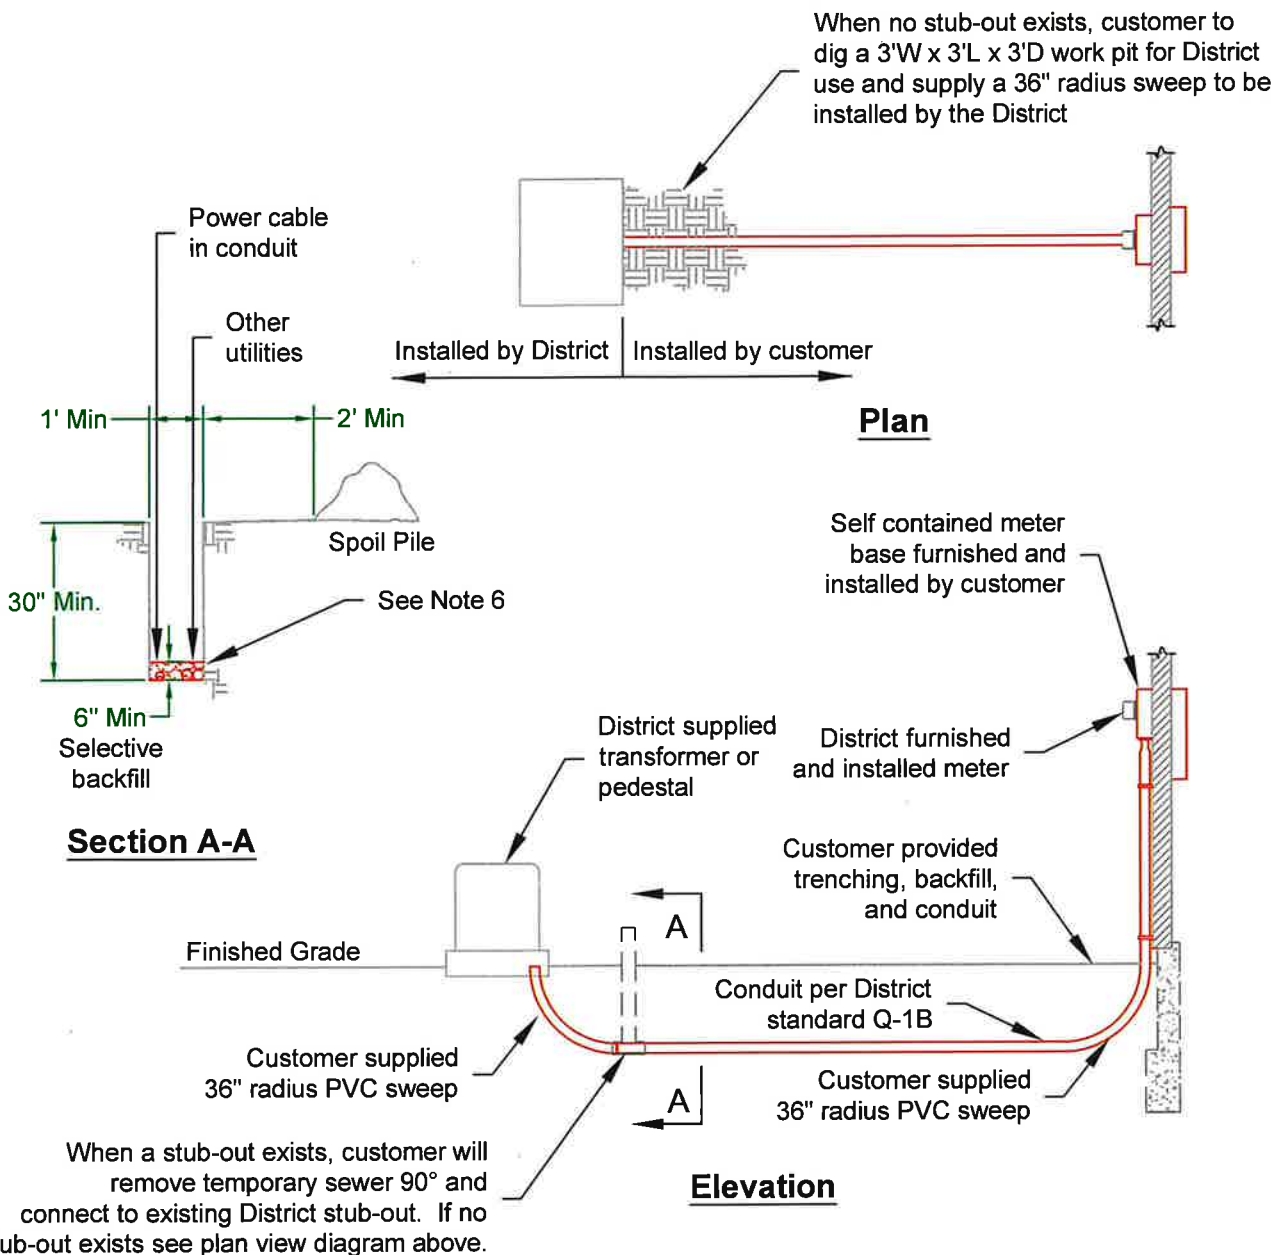 When no stub-out exists, customer to
dig a 3'W x 3'L x 3'D work pit for District
use and supply a 36" radius sweep to be
installed by the District
Power cable
in conduit
Other
utilities
Installed by District
Installed by customer
Plan
1' Min
2' Min
Spoil Pile
30" Min.
See Note 6
6" Min
Selective
backfill
Section A-A
Self contained meter
base furnished and
installed by customer
District supplied
transformer or
pedestal
District furnished
and installed meter
Customer provided
trenching, backfill,
and conduit
A
Finished Grade
Conduit per District
standard Q-1B
Customer supplied
36" radius PVC sweep
Customer supplied
36" radius PVC sweep
A
When a stub-out exists, customer will
remove temporary sewer 90° and
connect to existing District stub-out. If no
ub-out exists see plan view diagram above.
Elevation